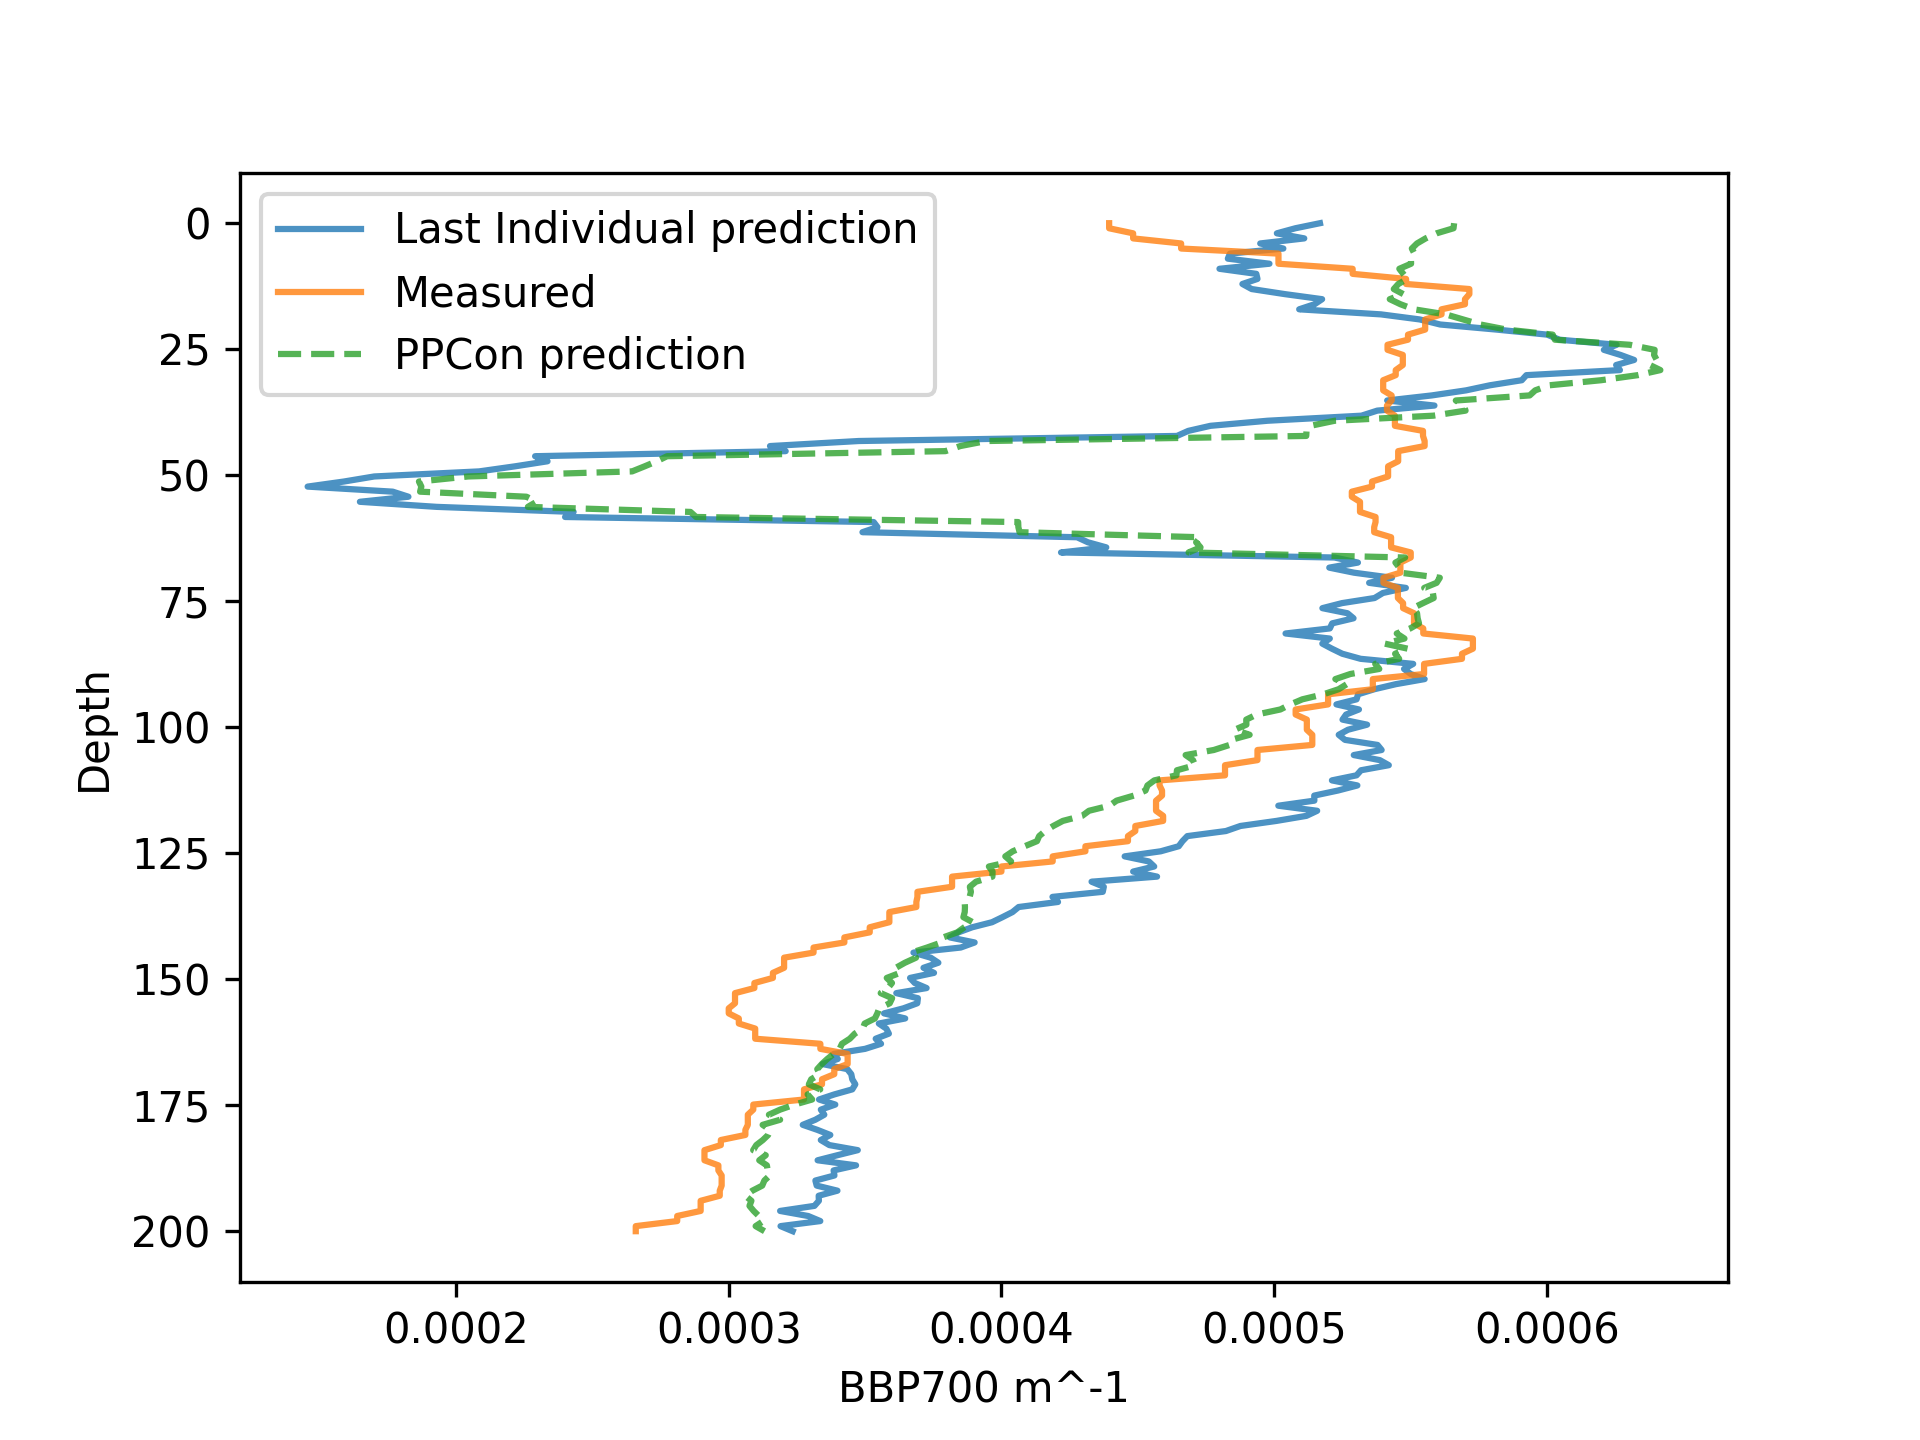 Last Individual prediction
Measured
PPCon prediction
0
25
50
75
100
125
150
175
200
Depth
0.0002 0.0003 0.0004 0.0005 0.0006
BBP700 m^-1